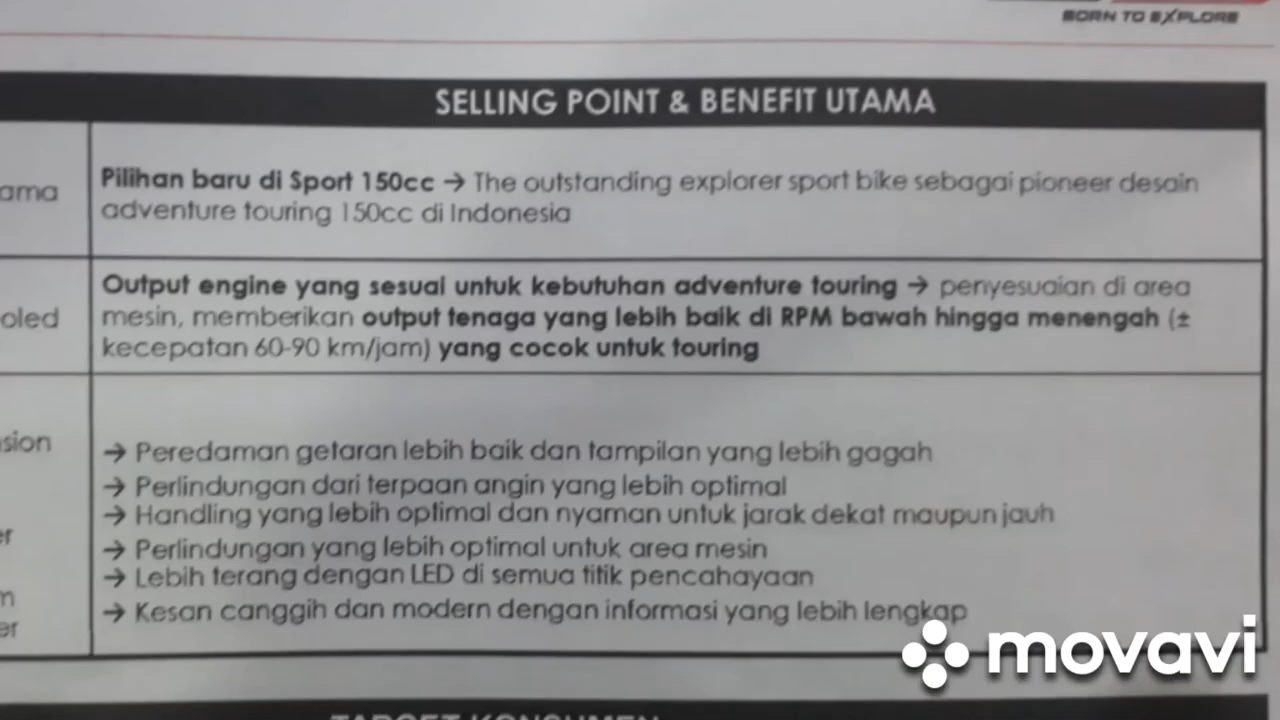 BORN TO EXPLORE
SELLING POINT & BENEFIT UTAMA
ama
Pilihan baru di Sport 150cc → The outstanding explorer sport bike sebagai pioneer desain
adventure touring 150cc di Indonesia
oled
Output engine yang sesuai untuk kebutuhan adventure touring → penyesuaian di area
mesin, memberikan output tenaga yang lebih baik di RPM bawah hingga menengah (±
kecepatan 60-90 km/jam) yang cocok untuk touring
sion
er
m
er
→ Peredaman getaran lebih baik dan tampilan yang lebih gagah
→ Perlindungan dari terpaan angin yang lebih optimal
→ Handling yang lebih optimal dan nyaman untuk jarak dekat maupun jauh
→ Perlindungan yang lebih optimal untuk area mesin
→ Lebih terang dengan LED di semua titik pencahayaan
→ Kesan canggih dan modern dengan informasi yang lebih lengkap
movavi
TARGET KONSUMEN